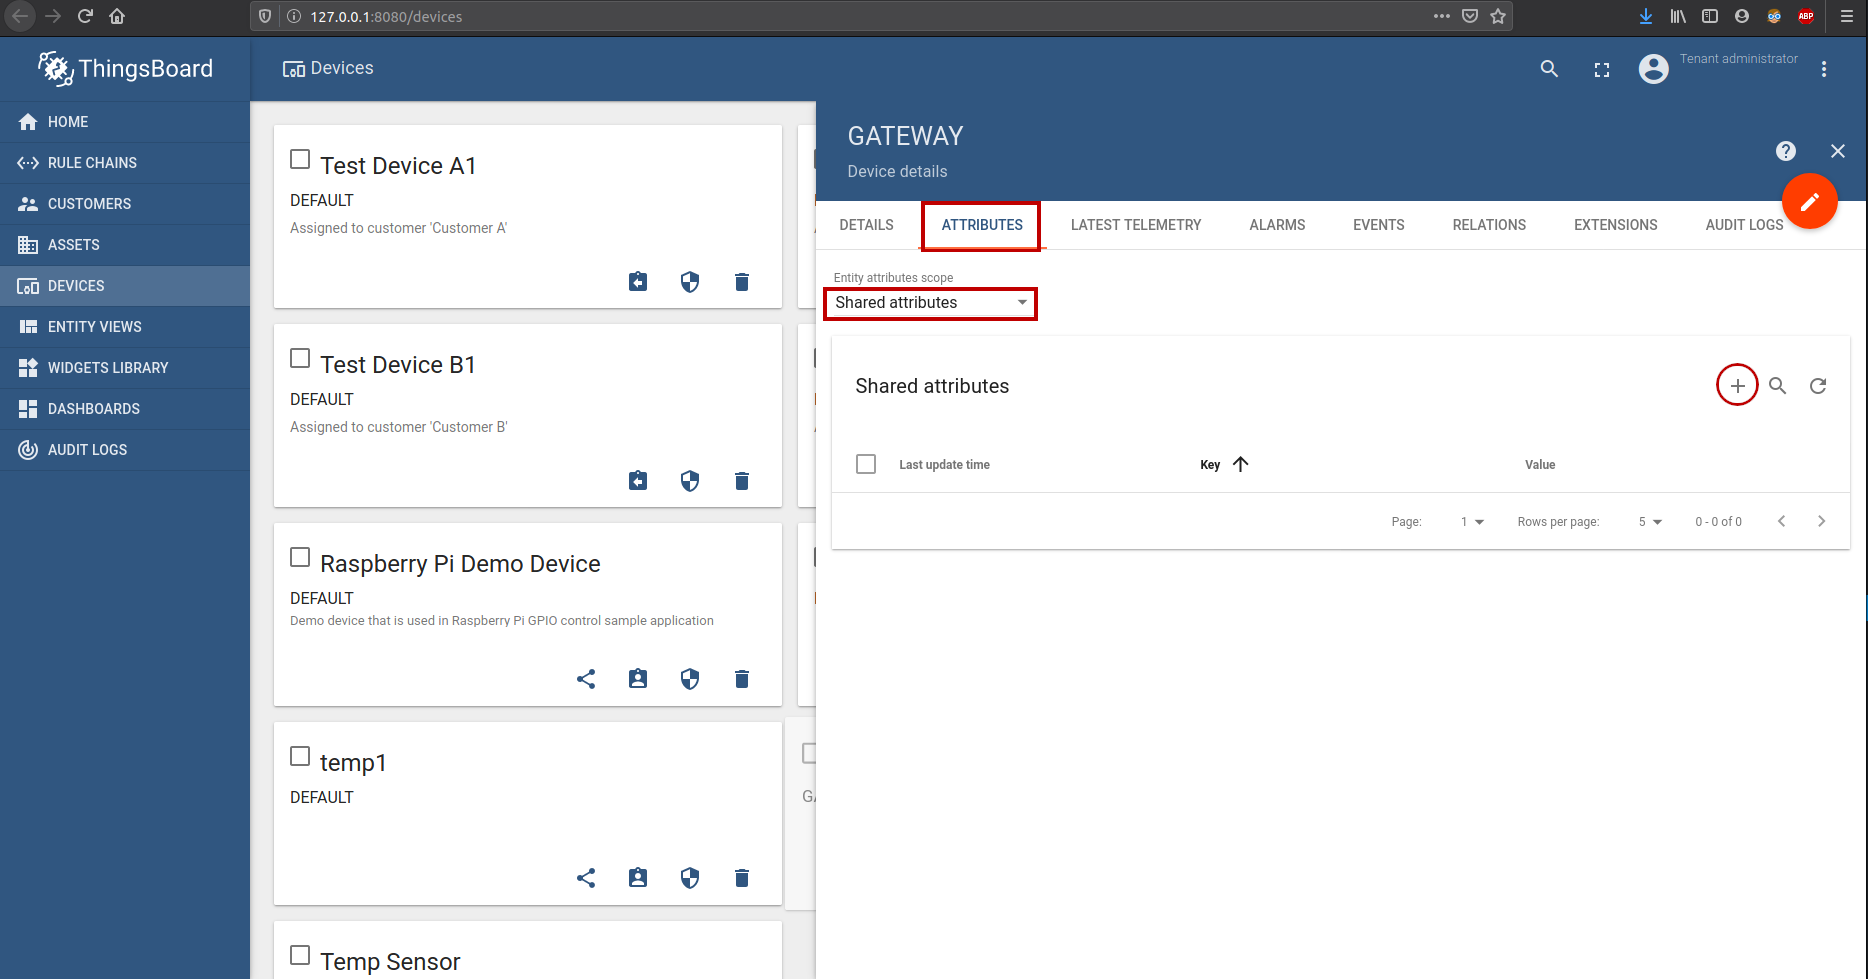 127.0.0.1:8080/devices
ABP
ThingsBoard
Devices
Tenant administrator
HOME
RULE CHAINS
CUSTOMERS
ASSETS
DEVICES
ENTITY VIEWS
WIDGETS LIBRARY
DASHBOARDS
AUDIT LOGS
Test Device A1
DEFAULT
Assigned to customer 'Customer A'
Test Device B1
DEFAULT
Assigned to customer 'Customer B'
Raspberry Pi Demo Device
DEFAULT
Demo device that is used in Raspberry Pi GPIO control sample application
temp1
DEFAULT
Temp Sensor
GATEWAY
Device details
DETAILS ATTRIBUTES LATEST TELEMETRY ALARMS EVENTS RELATIONS EXTENSIONS AUDIT LOGS
Entity attributes scope
Shared attributes
Shared attributes
Last update time Key Value
Page: 1 Rows per page: 5 0 - 0 of 0